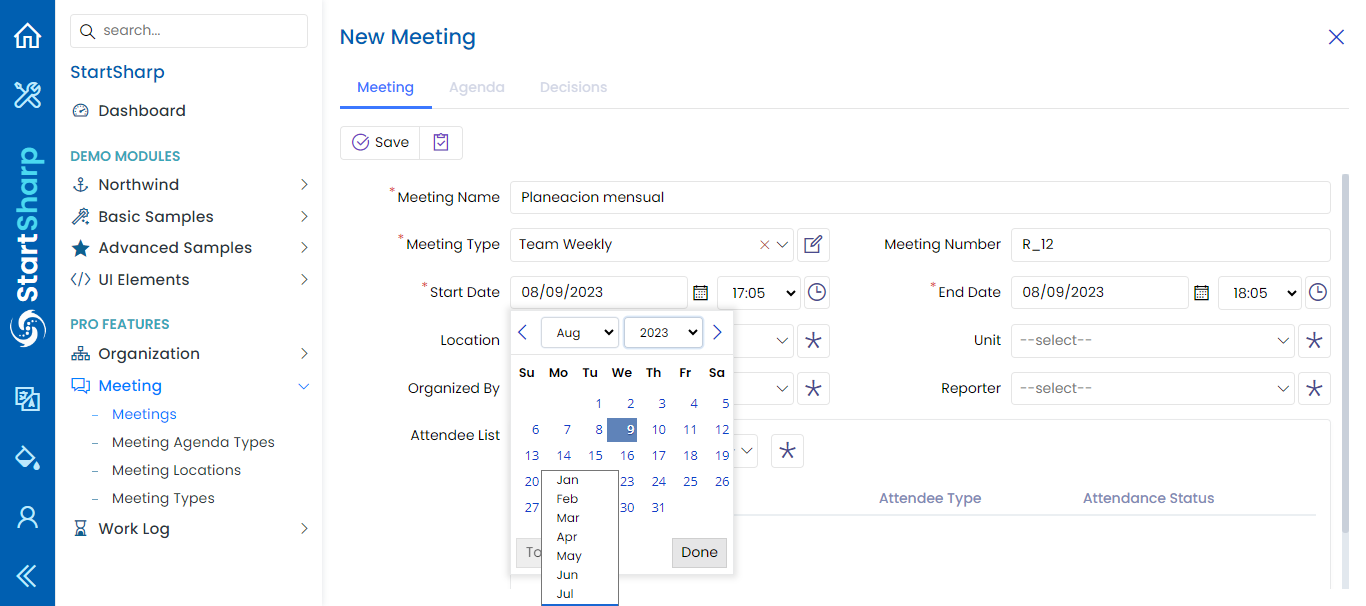 search...
StartSharp
Dashboard
DEMO MODULES
Northwind
Basic Samples
Advanced Samples
UI Elements
PRO FEATURES
Organization
Meeting
Meetings
Meeting Agenda Types
Meeting Locations
Meeting Types
Work Log
StartSharp
New Meeting
Meeting Agenda Decisions
Save
*Meeting Name Planeacion mensual
*Meeting Type Team Weekly Meeting Number R_12
*Start Date 08/09/2023 17:05 *End Date 08/09/2023 18:05
Location Unit --select--
Organized By Reporter --select--
Attendee List
Attendee Type Attendance Status
Aug 2023
Su Mo Tu We Th Fr Sa
1 2 3 4 5
6 7 8 9 10 11 12
13 14 15 16 17 18 19
20 23 24 25 26
27 30 31
To Done
Jan
Feb
Mar
Apr
May
Jun
Jul